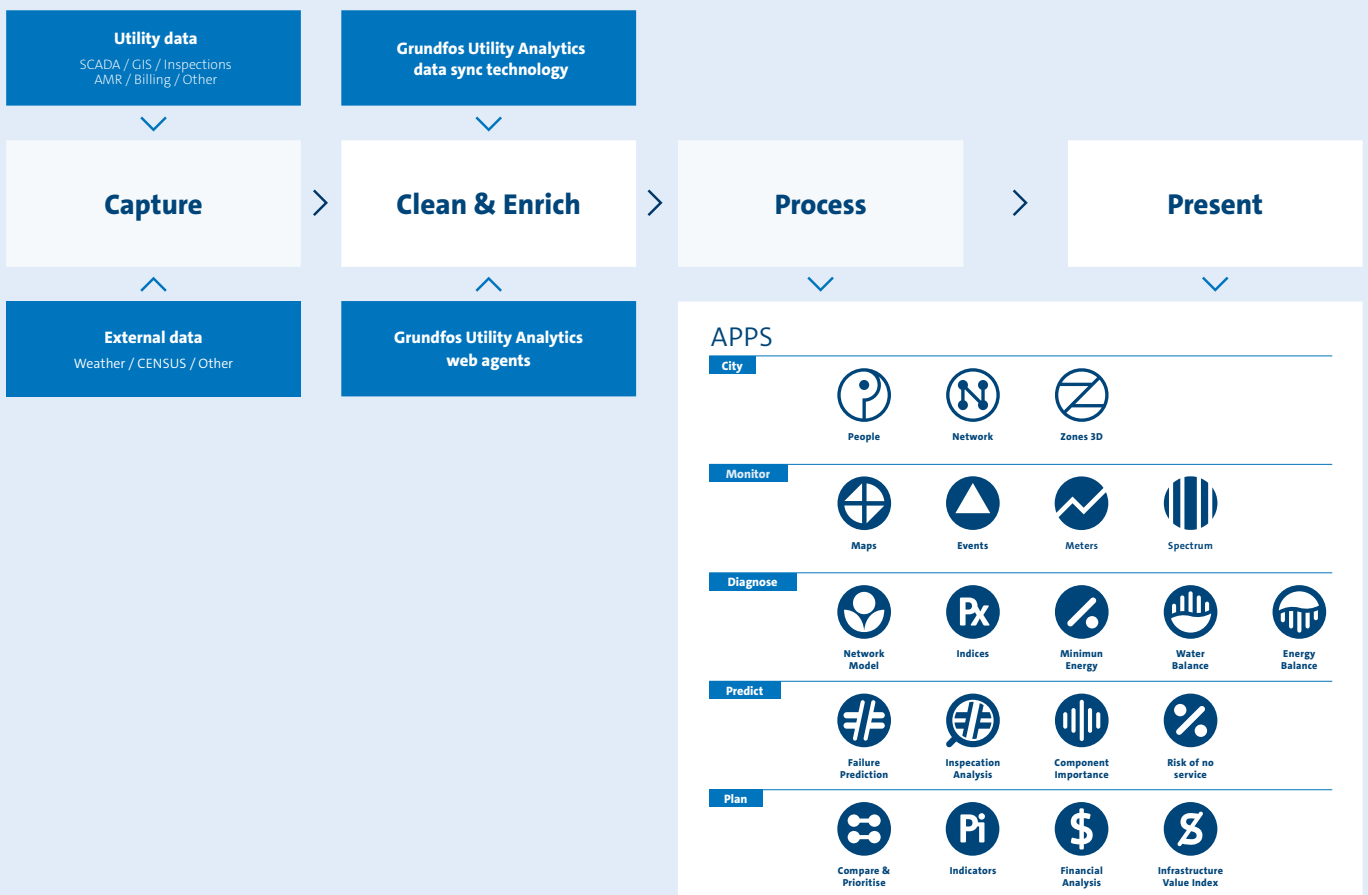 Utility data
SCADA / GIS / Inspections
AMR / Billing / Other
Grundfos Utility Analytics
data sync technology
Capture
Clean & Enrich
Process
Present
External data
Weather / CENSUS / Other
Grundfos Utility Analytics
web agents
APPS
City
People
Network
Zones 3D
Monitor
Maps
Events
Meters
Spectrum
Diagnose
Network
Model
Px
Indices
Minimun
Energy
Water
Balance
Energy
Balance
Predict
Failure
Prediction
Inspecation
Analysis
Component
Importance
Risk of no
service
Plan
Compare &
Prioritise
Pi
Indicators
$
Financial
Analysis
Infrastructure
Value Index